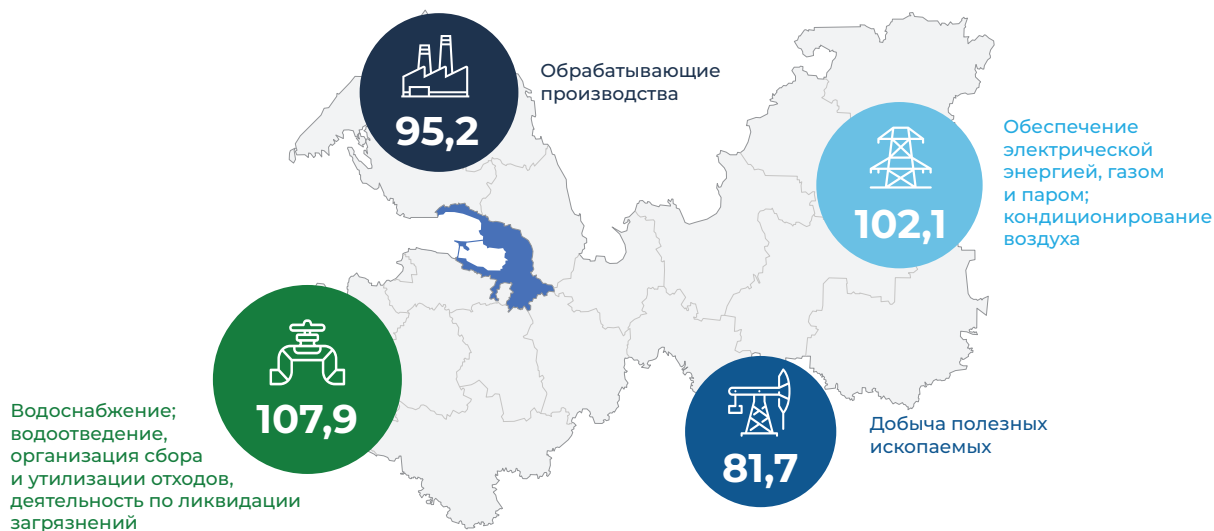 95,2
Обрабатывающие
производства
102,1
Обеспечение
электрической
энергией, газом
и паром;
кондиционирование
воздуха
107,9
Водоснабжение;
водоотведение,
организация сбора
и утилизации отходов,
деятельность по ликвидации
загрязнений
81,7
Добыча полезных
ископаемых